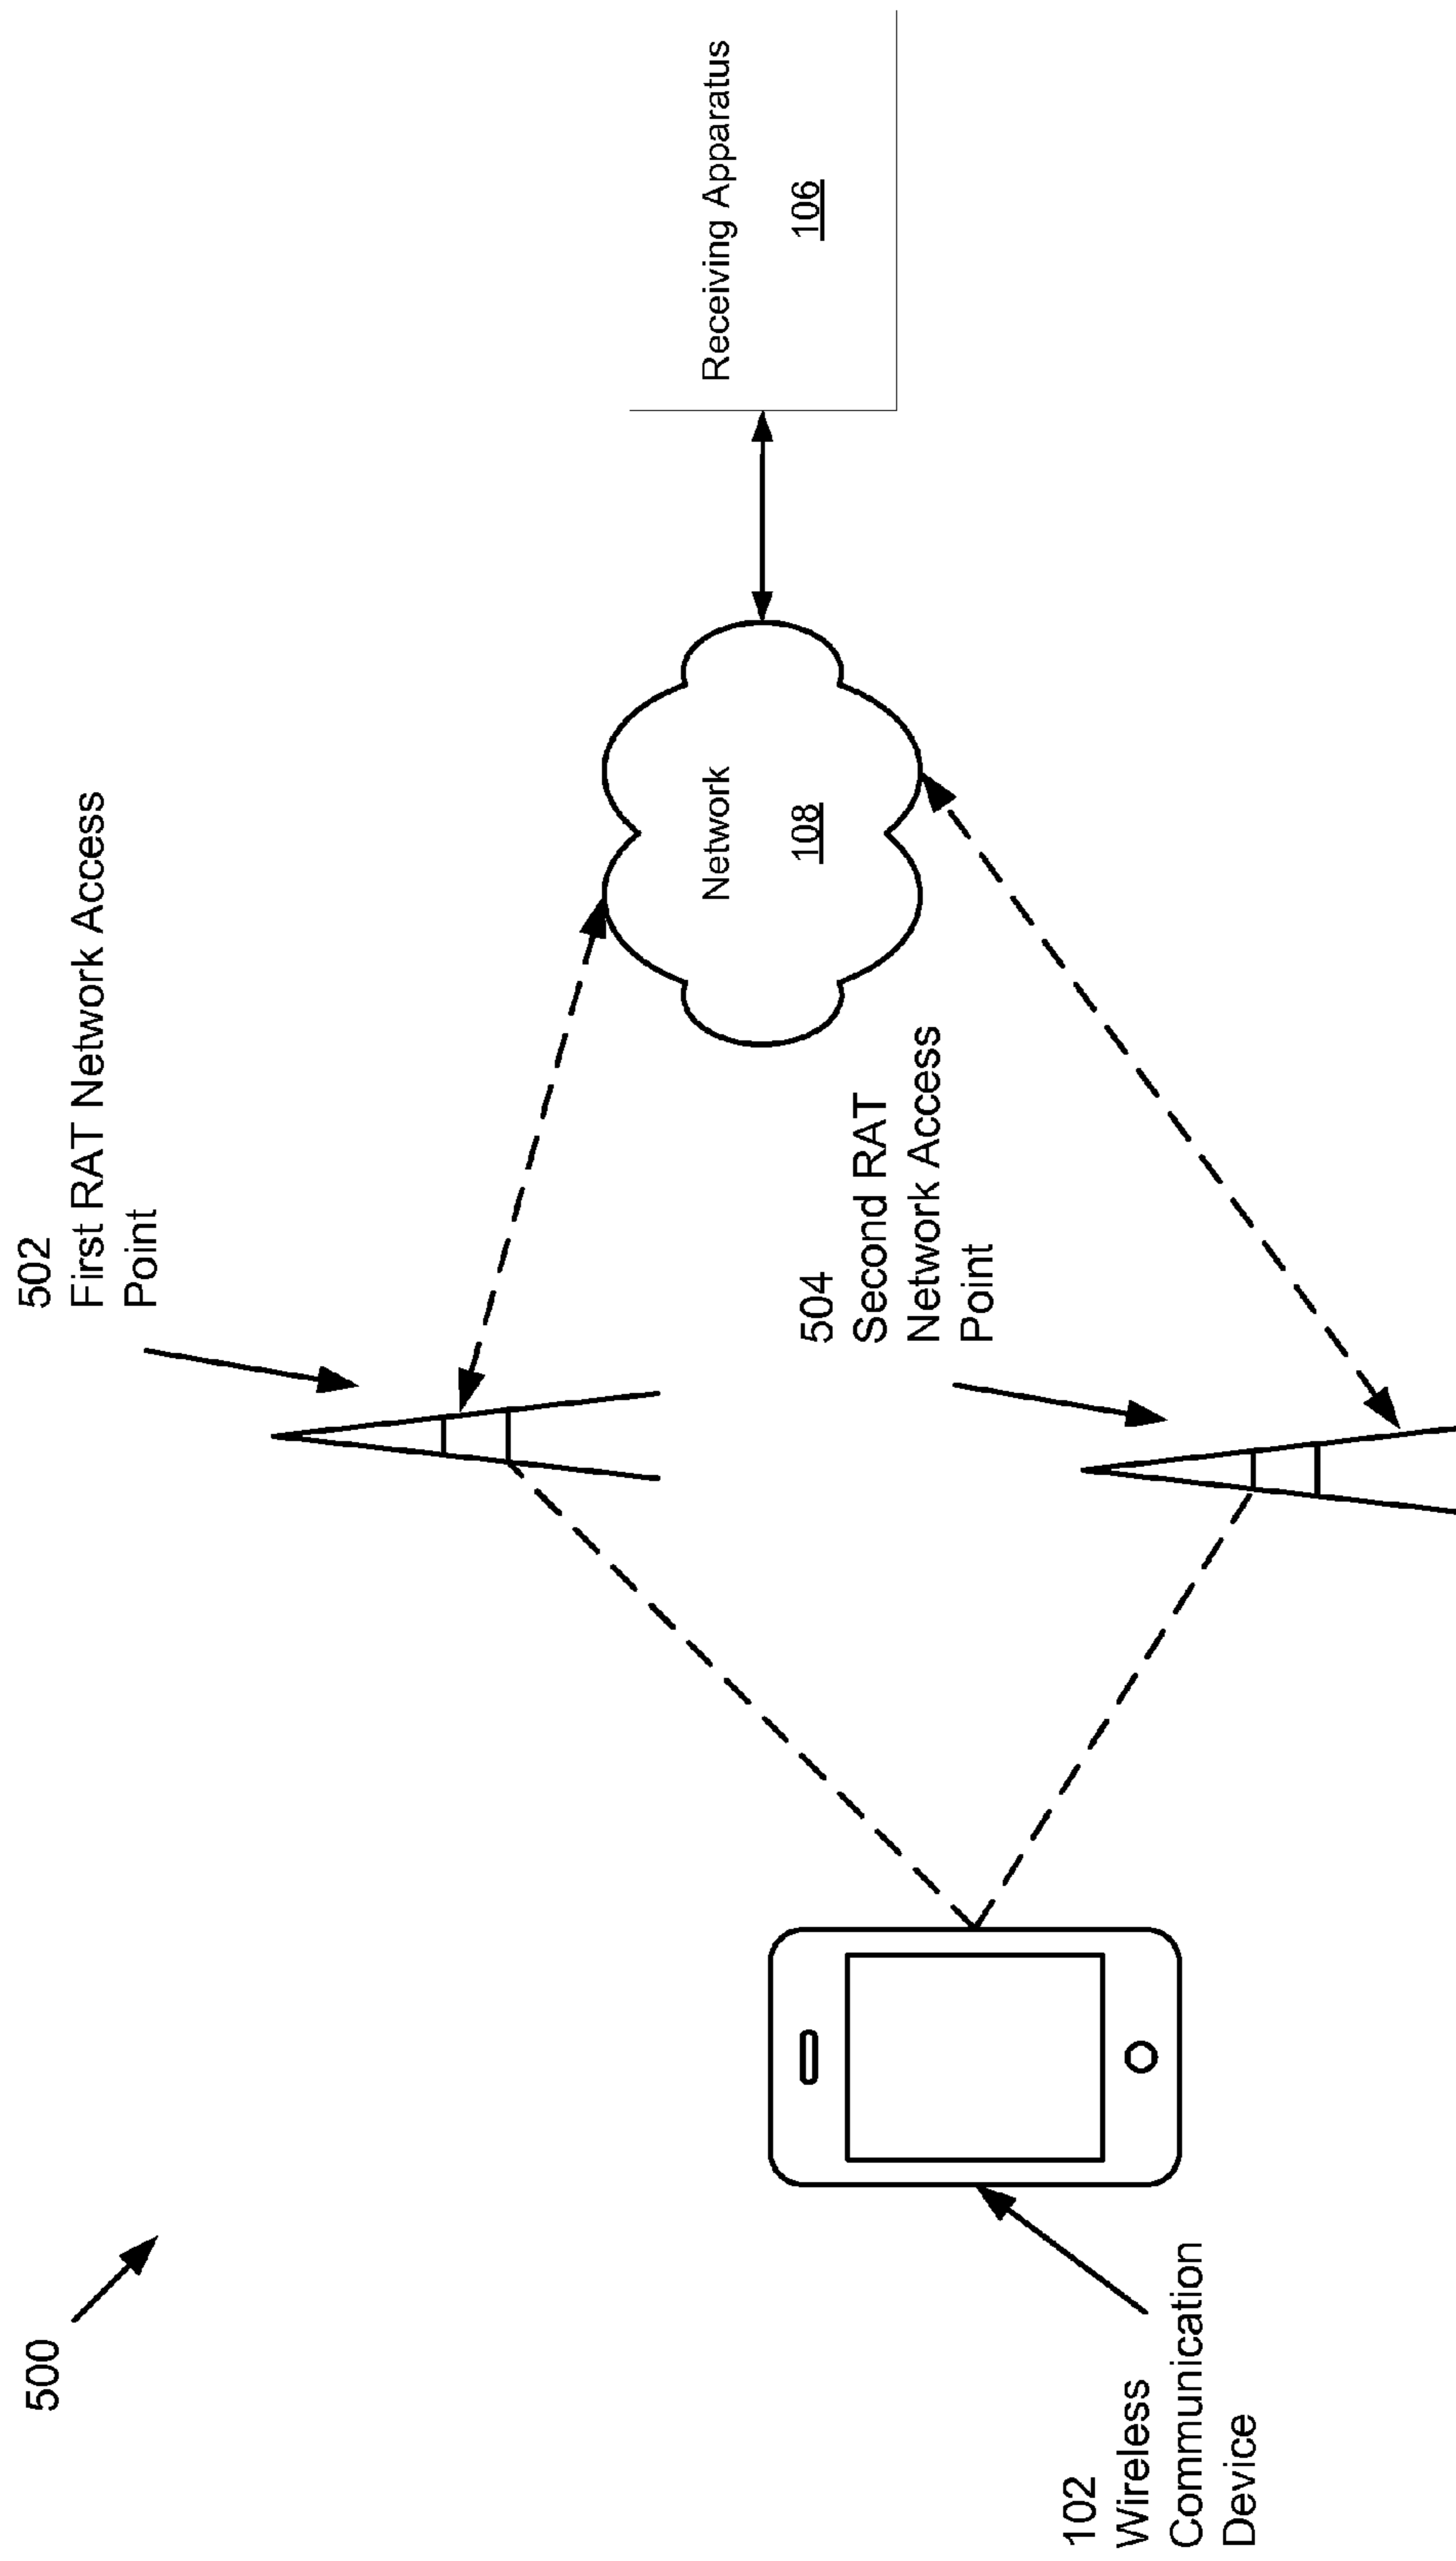 500
502
First RAT Network Access
Point
Receiving Apparatus
106
Network
108
504
Second RAT
Network Access
Point
102
Wireless
Communication
Device